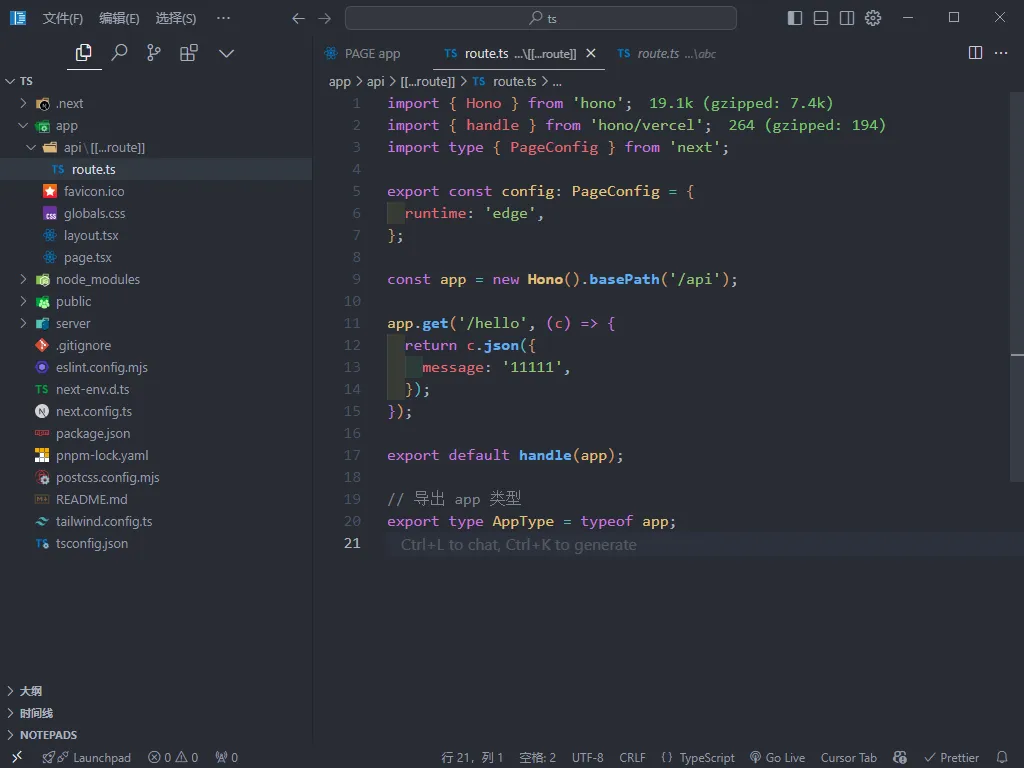 文件(F) 编辑(E) 选择(S) ··· ts
PAGE app TS route.ts ...\[[...route]] TS route.ts ...\abc
TS
.next
app
api\[[...route]]
TS route.ts
favicon.ico
globals.css
layout.tsx
page.tsx
node_modules
public
server
.gitignore
eslint.config.mjs
TS next-env.d.ts
next.config.ts
package.json
pnpm-lock.yaml
postcss.config.mjs
README.md
tailwind.config.ts
tsconfig.json
大纲
时间线
NOTEPADS
app > api > [[...route]] > TS route.ts > ...
1 import { Hono } from 'hono'; 19.1k (gzipped: 7.4k)
2 import { handle } from 'hono/vercel'; 264 (gzipped: 194)
3 import type { PageConfig } from 'next';
4
5 export const config: PageConfig = {
6 runtime: 'edge',
7 };
8
9 const app = new Hono().basePath('/api');
10
11 app.get('/hello', (c) => {
12 return c.json({
13 message: '11111',
14 });
15 });
16
17 export default handle(app);
18
19 // 导出 app 类型
20 export type AppType = typeof app;
21 Ctrl+L to chat, Ctrl+K to generate
Launchpad 0 0 0 行 21，列 1 空格: 2 UTF-8 CRLF {} TypeScript Go Live Cursor Tab Prettier